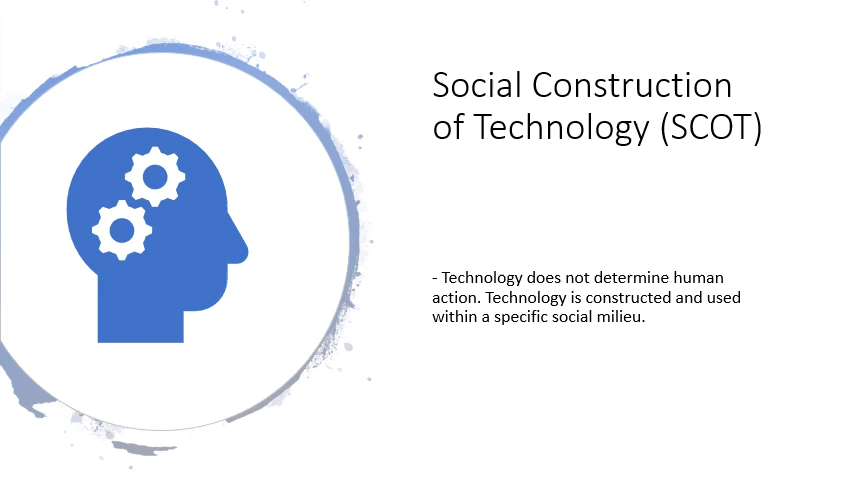 Social Construction
of Technology (SCOT)
- Technology does not determine human
action. Technology is constructed and used
within a specific social milieu.